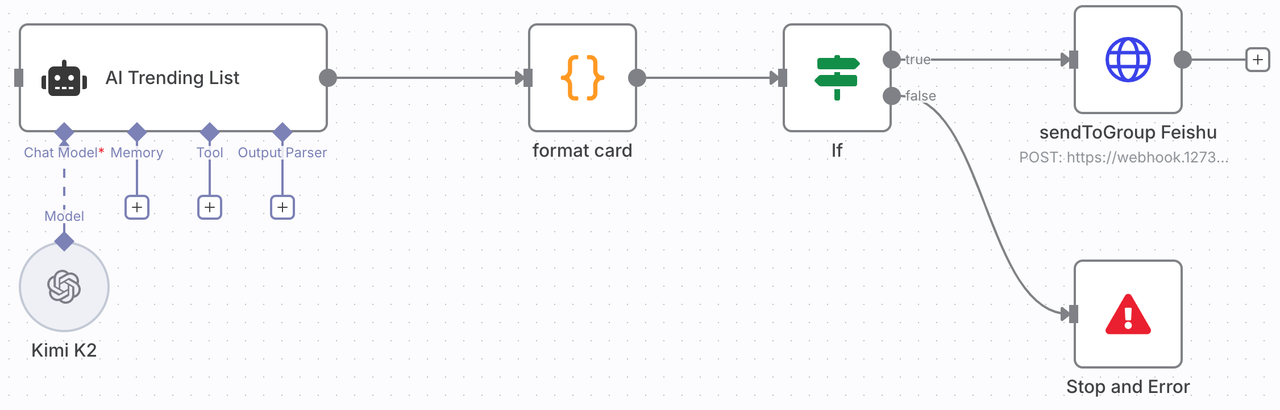 AI Trending List
Chat Model*
Memory
Tool
Output Parser
Model
Kimi K2
format card
If
true
false
sendToGroup Feishu
POST: https://webhook.1273...
Stop and Error